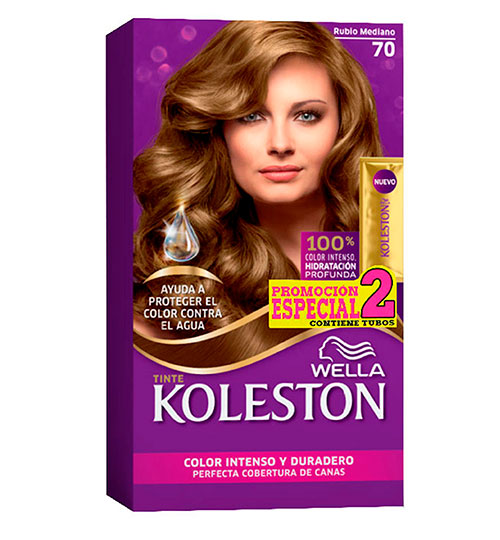 Rubio Mediano
70
NUEVO
KOLESTON
100%
COLOR INTENSO.
HIDRATACIÓN
PROFUNDA
AYUDA A
PROTEGER EL
COLOR CONTRA
EL AGUA
PROMOCIÓN
ESPECIAL 2
CONTIENE TUBOS
WELLA
TINTE
KOLESTON
COLOR INTENSO Y DURADERO
PERFECTA COBERTURA DE CANAS